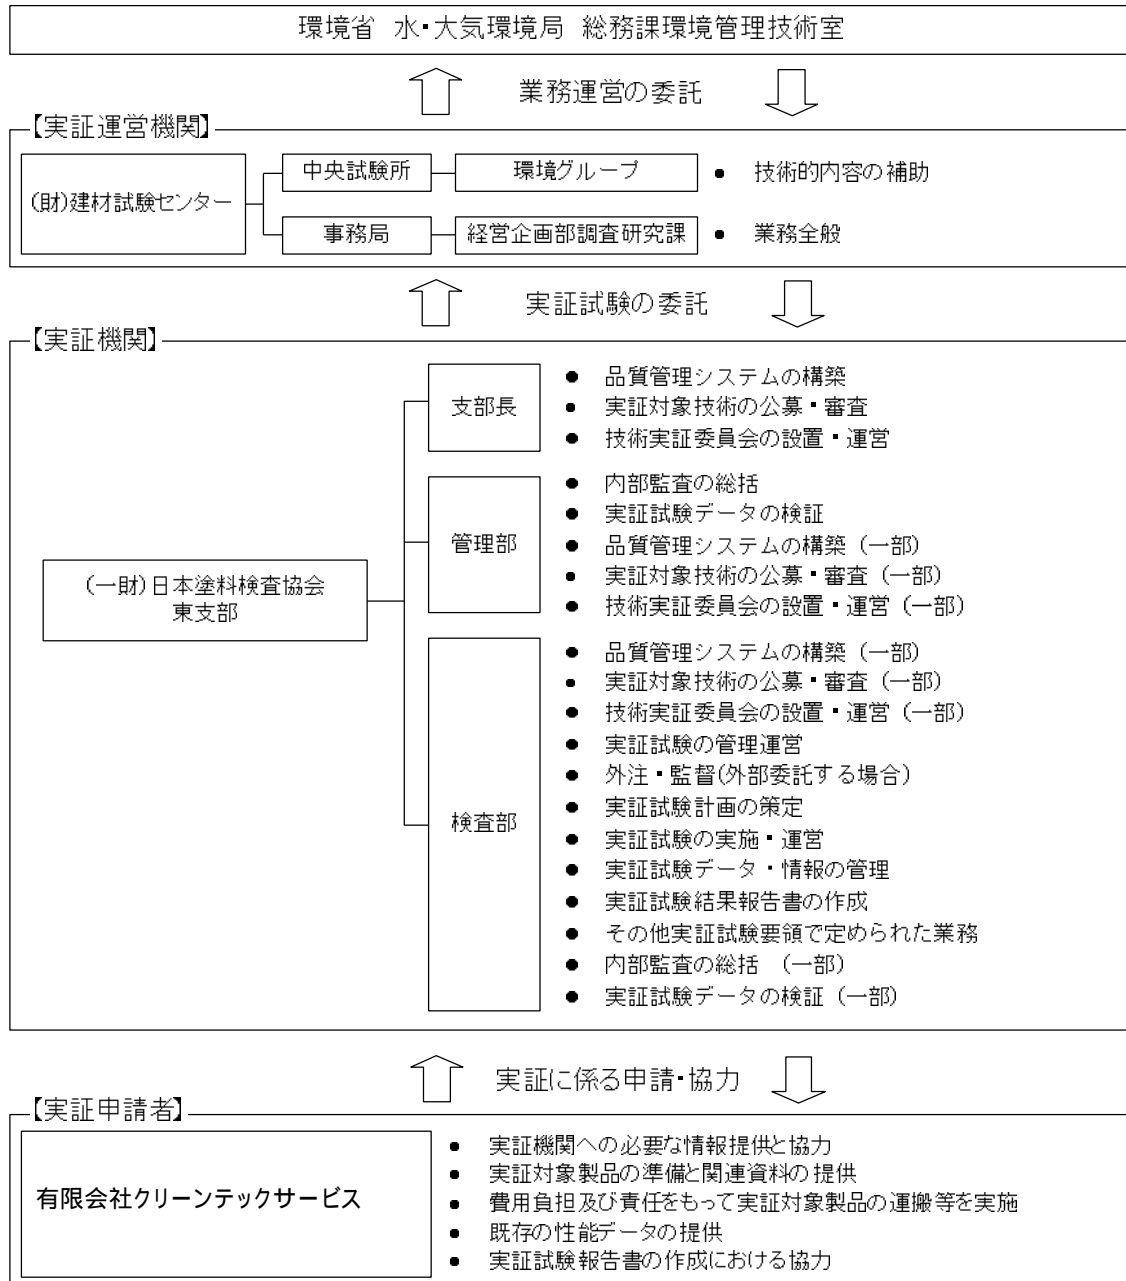 環境省 水・大気環境局 総務課環境管理技術室
業務運営の委託
【実証運営機関】
(財)建材試験センター
中央試験所
環境グループ
● 技術的内容の補助
事務局
経営企画部調査研究課
● 業務全般
実証試験の委託
【実証機関】
(一財)日本塗料検査協会
東支部
支部長
● 品質管理システムの構築
● 実証対象技術の公募・審査
● 技術実証委員会の設置・運営
管理部
● 内部監査の総括
● 実証試験データの検証
● 品質管理システムの構築（一部）
● 実証対象技術の公募・審査（一部）
● 技術実証委員会の設置・運営（一部）
検査部
● 品質管理システムの構築（一部）
● 実証対象技術の公募・審査（一部）
● 技術実証委員会の設置・運営（一部）
● 実証試験の管理運営
● 外注・監督(外部委託する場合)
● 実証試験計画の策定
● 実証試験の実施・運営
● 実証試験データ・情報の管理
● 実証試験結果報告書の作成
● その他実証試験要領で定められた業務
● 内部監査の総括 （一部）
● 実証試験データの検証（一部）
実証に係る申請・協力
【実証申請者】
有限会社クリーンテックサービス
● 実証機関への必要な情報提供と協力
● 実証対象製品の準備と関連資料の提供
● 費用負担及び責任をもって実証対象製品の運搬等を実施
● 既存の性能データの提供
● 実証試験報告書の作成における協力